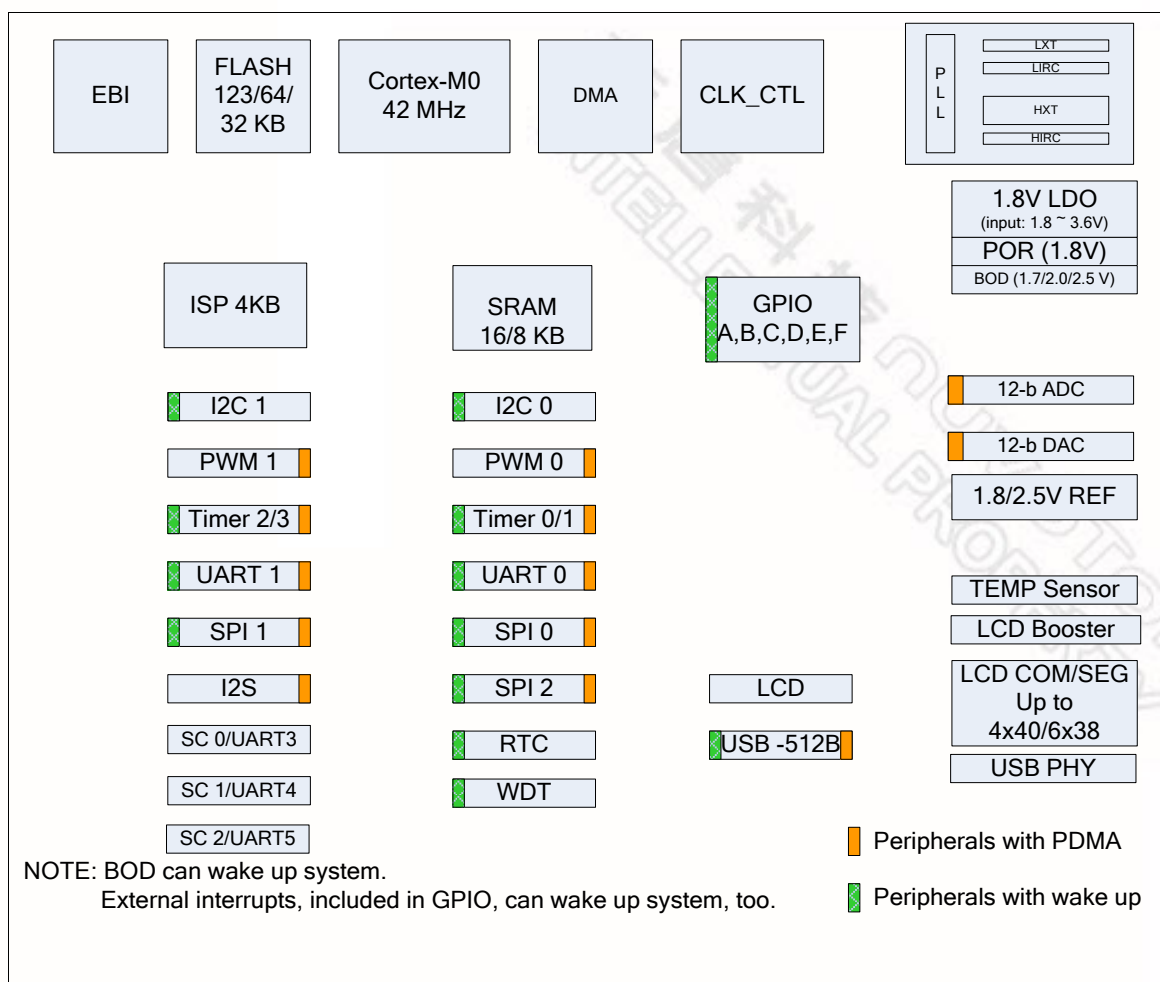 EBI
FLASH
123/64/
32 KB
Cortex-M0
42 MHz
DMA
CLK_CTL
PLL
LXT
LIRC
HXT
HIRC
1.8V LDO
(input: 1.8 ~ 3.6V)
POR (1.8V)
BOD (1.7/2.0/2.5 V)
ISP 4KB
SRAM
16/8 KB
GPIO
A,B,C,D,E,F
I2C 1
I2C 0
12-b ADC
PWM 1
PWM 0
12-b DAC
1.8/2.5V REF
Timer 2/3
Timer 0/1
UART 1
UART 0
TEMP Sensor
SPI 1
SPI 0
LCD Booster
I2S
SPI 2
LCD
LCD COM/SEG
Up to
4x40/6x38
SC 0/UART3
RTC
USB -512B
USB PHY
SC 1/UART4
WDT
SC 2/UART5
Peripherals with PDMA
NOTE: BOD can wake up system.
External interrupts, included in GPIO, can wake up system, too.
Peripherals with wake up